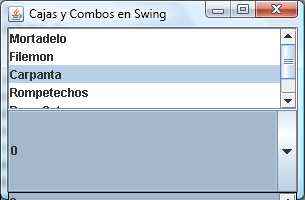 Cajas y Combos en Swing
Mortadelo
Filemon
Carpanta
Rompetechos
0